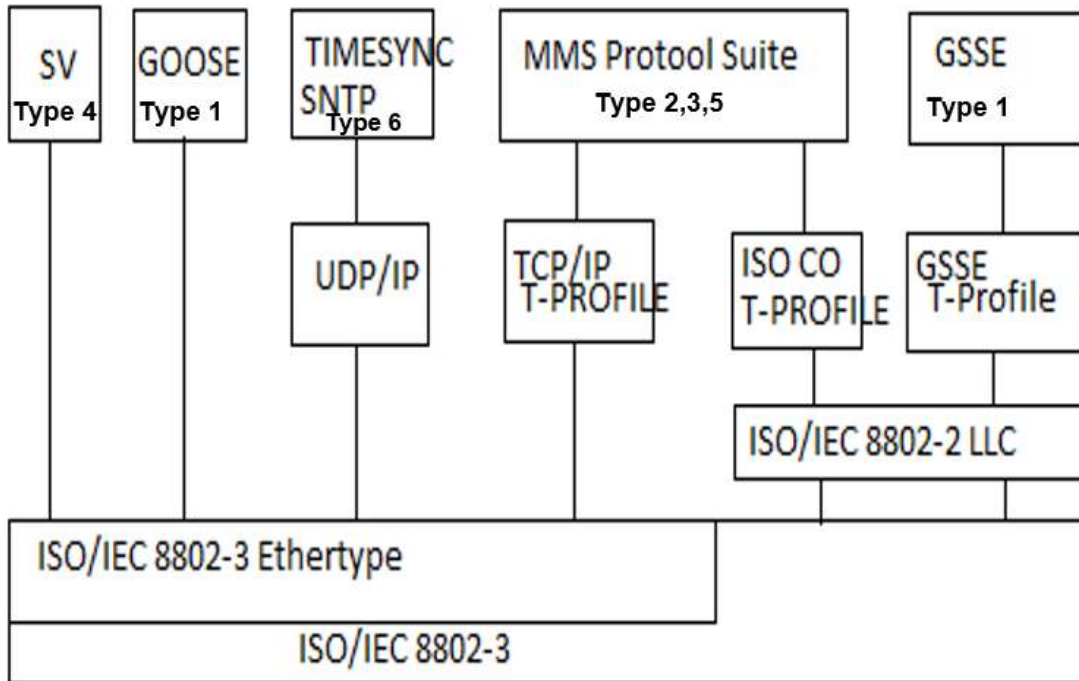 SV
Type 4
GOOSE
Type 1
TIMESYNC
SNTP
Type 6
MMS Protool Suite
Type 2,3,5
GSSE
Type 1
UDP/IP
TCP/IP
T-PROFILE
ISO CO
T-PROFILE
GSSE
T-Profile
ISO/IEC 8802-2 LLC
ISO/IEC 8802-3 Ethertype
ISO/IEC 8802-3